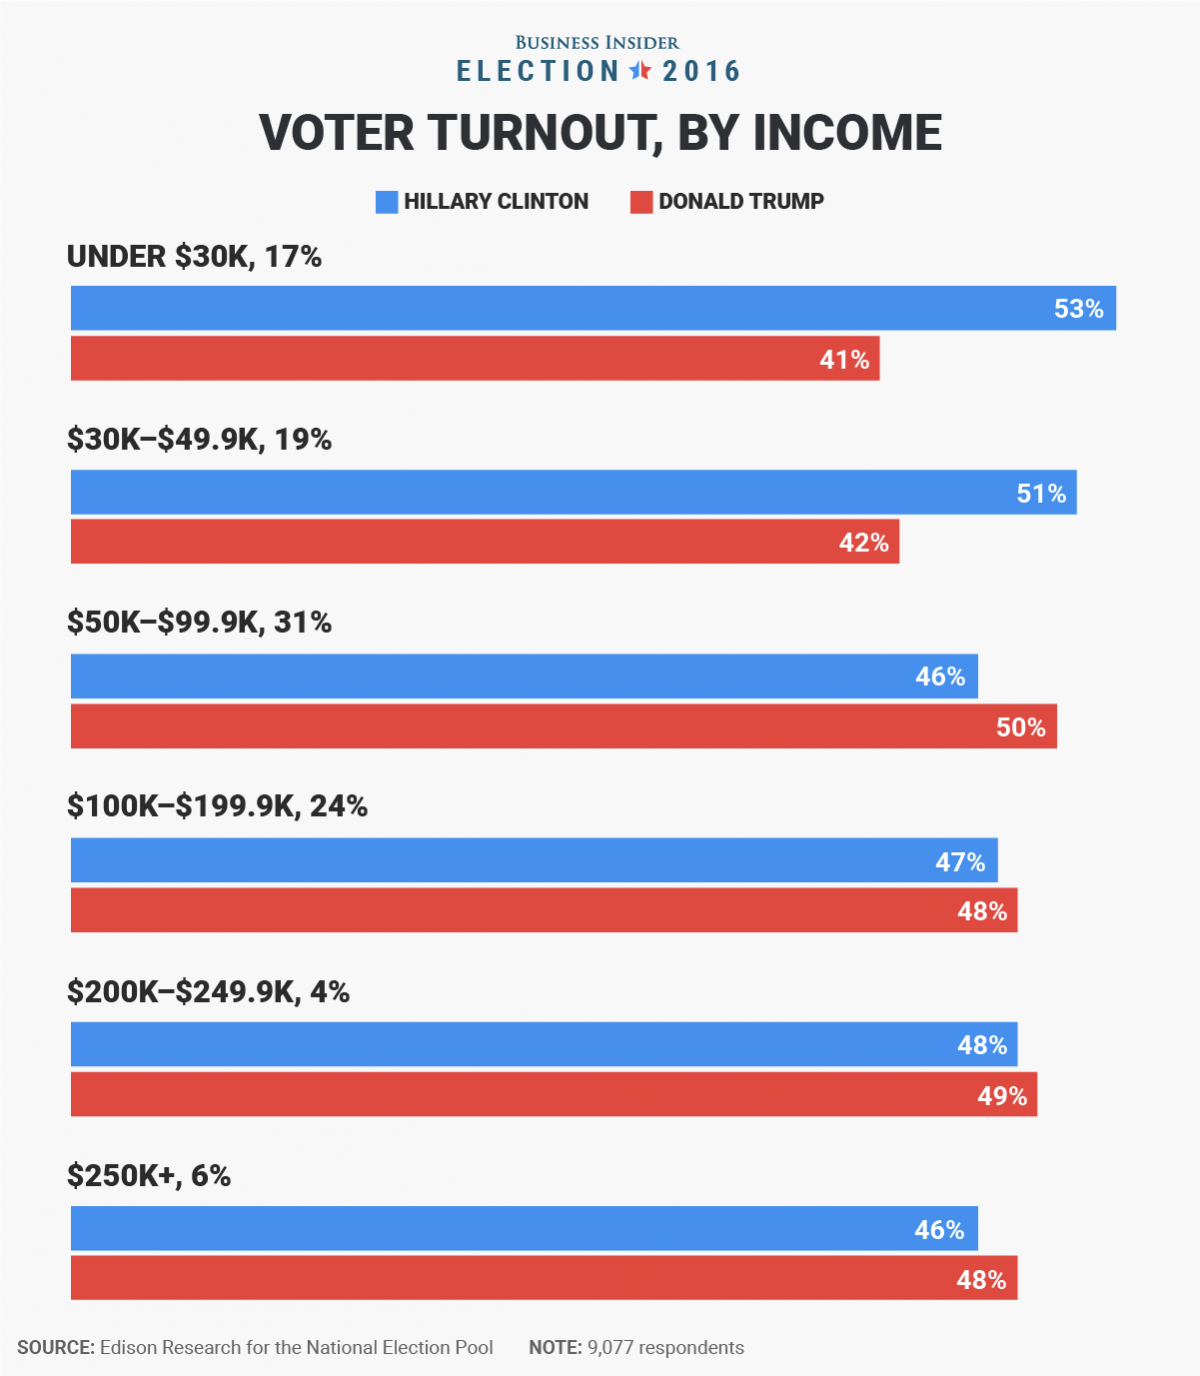 BUSINESS INSIDER
ELECTION 2016
VOTER TURNOUT, BY INCOME
HILLARY CLINTON DONALD TRUMP
UNDER $30K, 17%
53%
41%
$30K–$49.9K, 19%
51%
42%
$50K–$99.9K, 31%
46%
50%
$100K–$199.9K, 24%
47%
48%
$200K–$249.9K, 4%
48%
49%
$250K+, 6%
46%
48%
SOURCE: Edison Research for the National Election Pool NOTE: 9,077 respondents